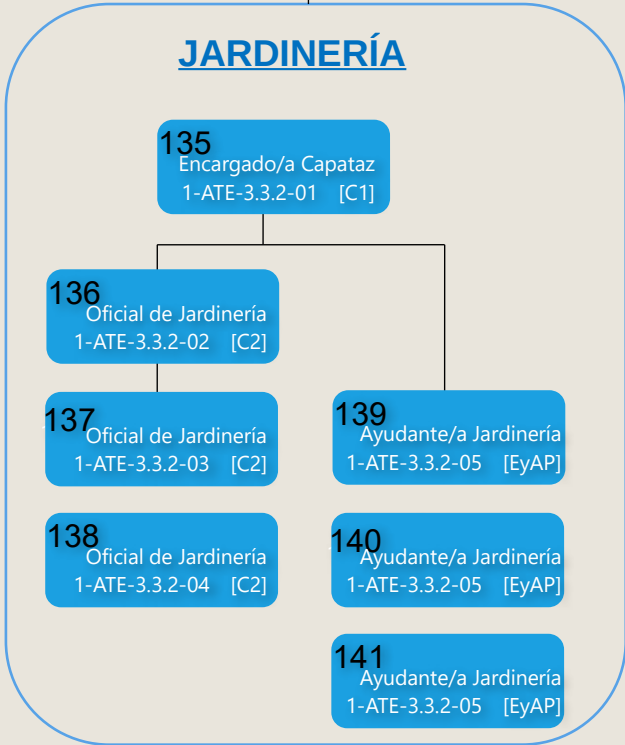 JARDINERÍA
135
Encargado/a Capataz
1-ATE-3.3.2-01 [C1]
136
Oficial de Jardinería
1-ATE-3.3.2-02 [C2]
137
Oficial de Jardinería
1-ATE-3.3.2-03 [C2]
138
Oficial de Jardinería
1-ATE-3.3.2-04 [C2]
139
Ayudante/a Jardinería
1-ATE-3.3.2-05 [EyAP]
140
Ayudante/a Jardinería
1-ATE-3.3.2-05 [EyAP]
141
Ayudante/a Jardinería
1-ATE-3.3.2-05 [EyAP]